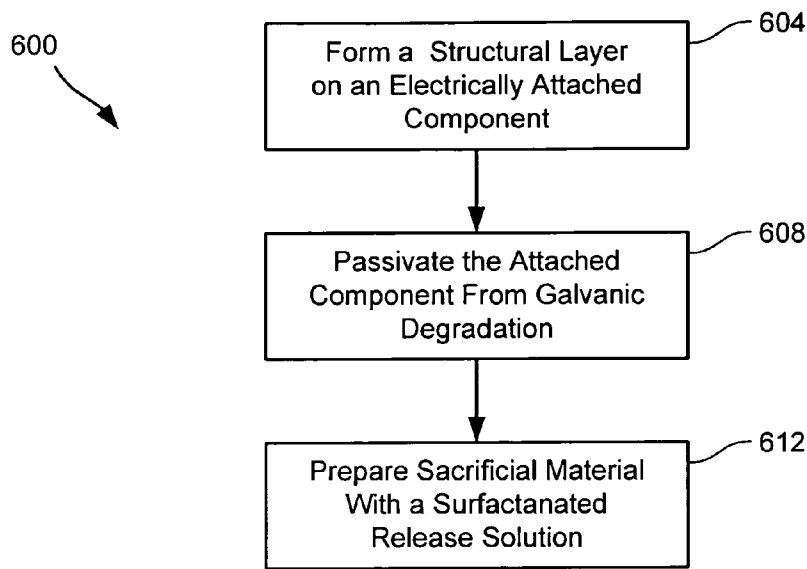 600
604
Form a Structural Layer
on an Electrically Attached
Component
608
Passivate the Attached
Component From Galvanic
Degradation
612
Prepare Sacrificial Material
With a Surfactanated
Release Solution